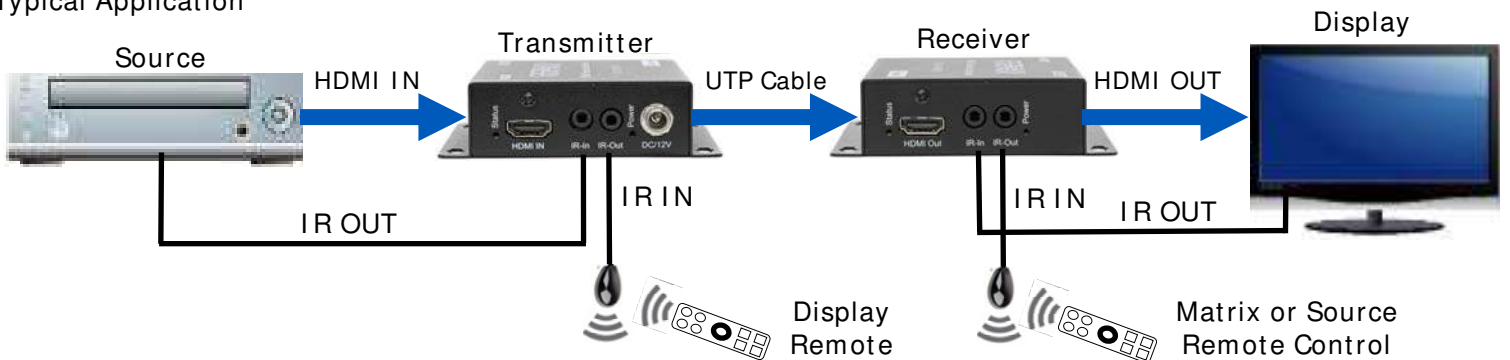 Typical Application
Source
HDMI IN
Transmitter
UTP Cable
Receiver
HDMI OUT
Display
Status
HDMI IN
IR-In
IR-Out
Power
DC/12V
Status
HDMI Out
IR-In
IR-Out
Power
IR OUT
IR IN
IR IN
IR OUT
Display
Remote
Matrix or Source
Remote Control